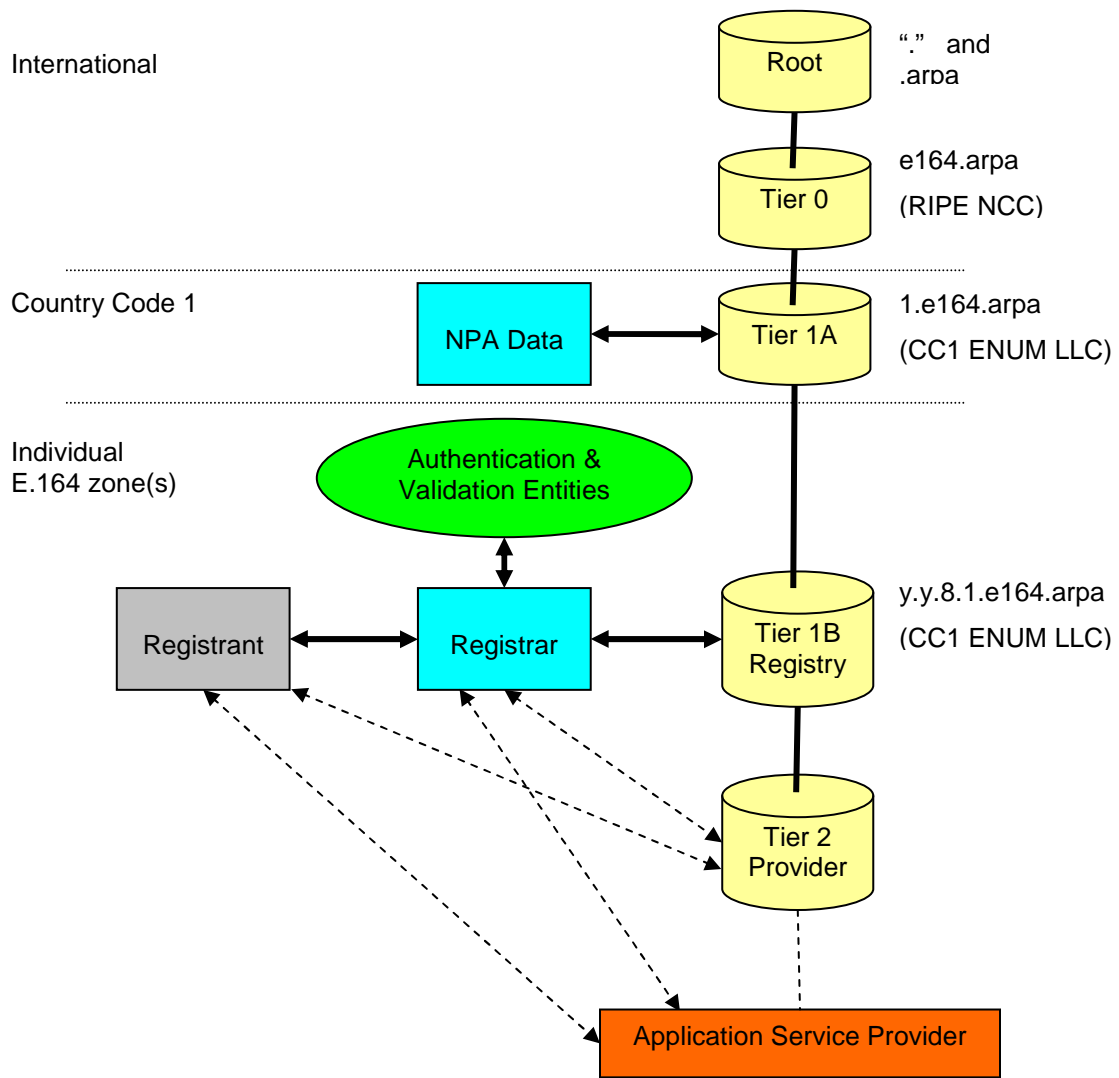 International
Root
“.” and
.arpa
Tier 0
e164.arpa
(RIPE NCC)
Country Code 1
NPA Data
Tier 1A
1.e164.arpa
(CC1 ENUM LLC)
Individual
E.164 zone(s)
Authentication &
Validation Entities
Registrant
Registrar
Tier 1B
Registry
y.y.8.1.e164.arpa
(CC1 ENUM LLC)
Tier 2
Provider
Application Service Provider